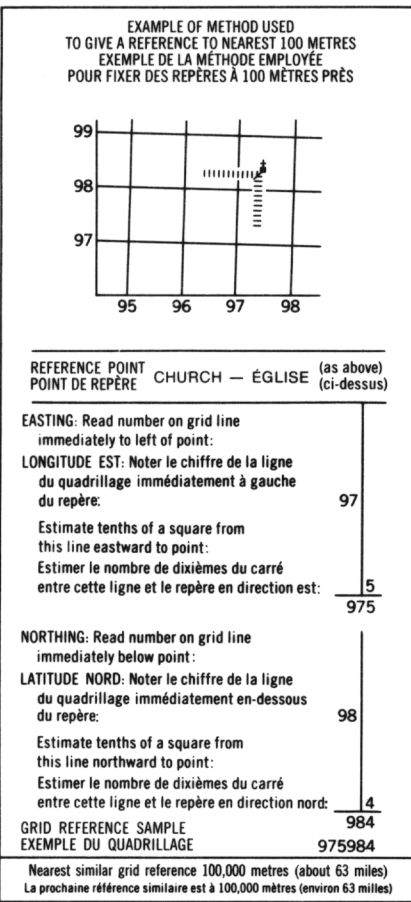 EXAMPLE OF METHOD USED
TO GIVE A REFERENCE TO NEAREST 100 METRES
EXEMPLE DE LA MÉTHODE EMPLOYÉE
POUR FIXER DES REPÈRES À 100 MÈTRES PRÈS
99
98
97
95 96 97 98
REFERENCE POINT
POINT DE REPÈRE
CHURCH — ÉGLISE
(as above)
(ci-dessus)
EASTING: Read number on grid line
immediately to left of point:
LONGITUDE EST: Noter le chiffre de la ligne
du quadrillage immédiatement à gauche
du repère: 97
Estimate tenths of a square from
this line eastward to point:
Estimer le nombre de dixièmes du carré
entre cette ligne et le repère en direction est: 5
975
NORTHING: Read number on grid line
immediately below point:
LATITUDE NORD: Noter le chiffre de la ligne
du quadrillage immédiatement en-dessous
du repère: 98
Estimate tenths of a square from
this line northward to point:
Estimer le nombre de dixièmes du carré
entre cette ligne et le repère en direction nord: 4
984
GRID REFERENCE SAMPLE
EXEMPLE DU QUADRILLAGE 975984
Nearest similar grid reference 100,000 metres (about 63 miles)
La prochaine référence similaire est à 100,000 mètres (environ 63 milles)